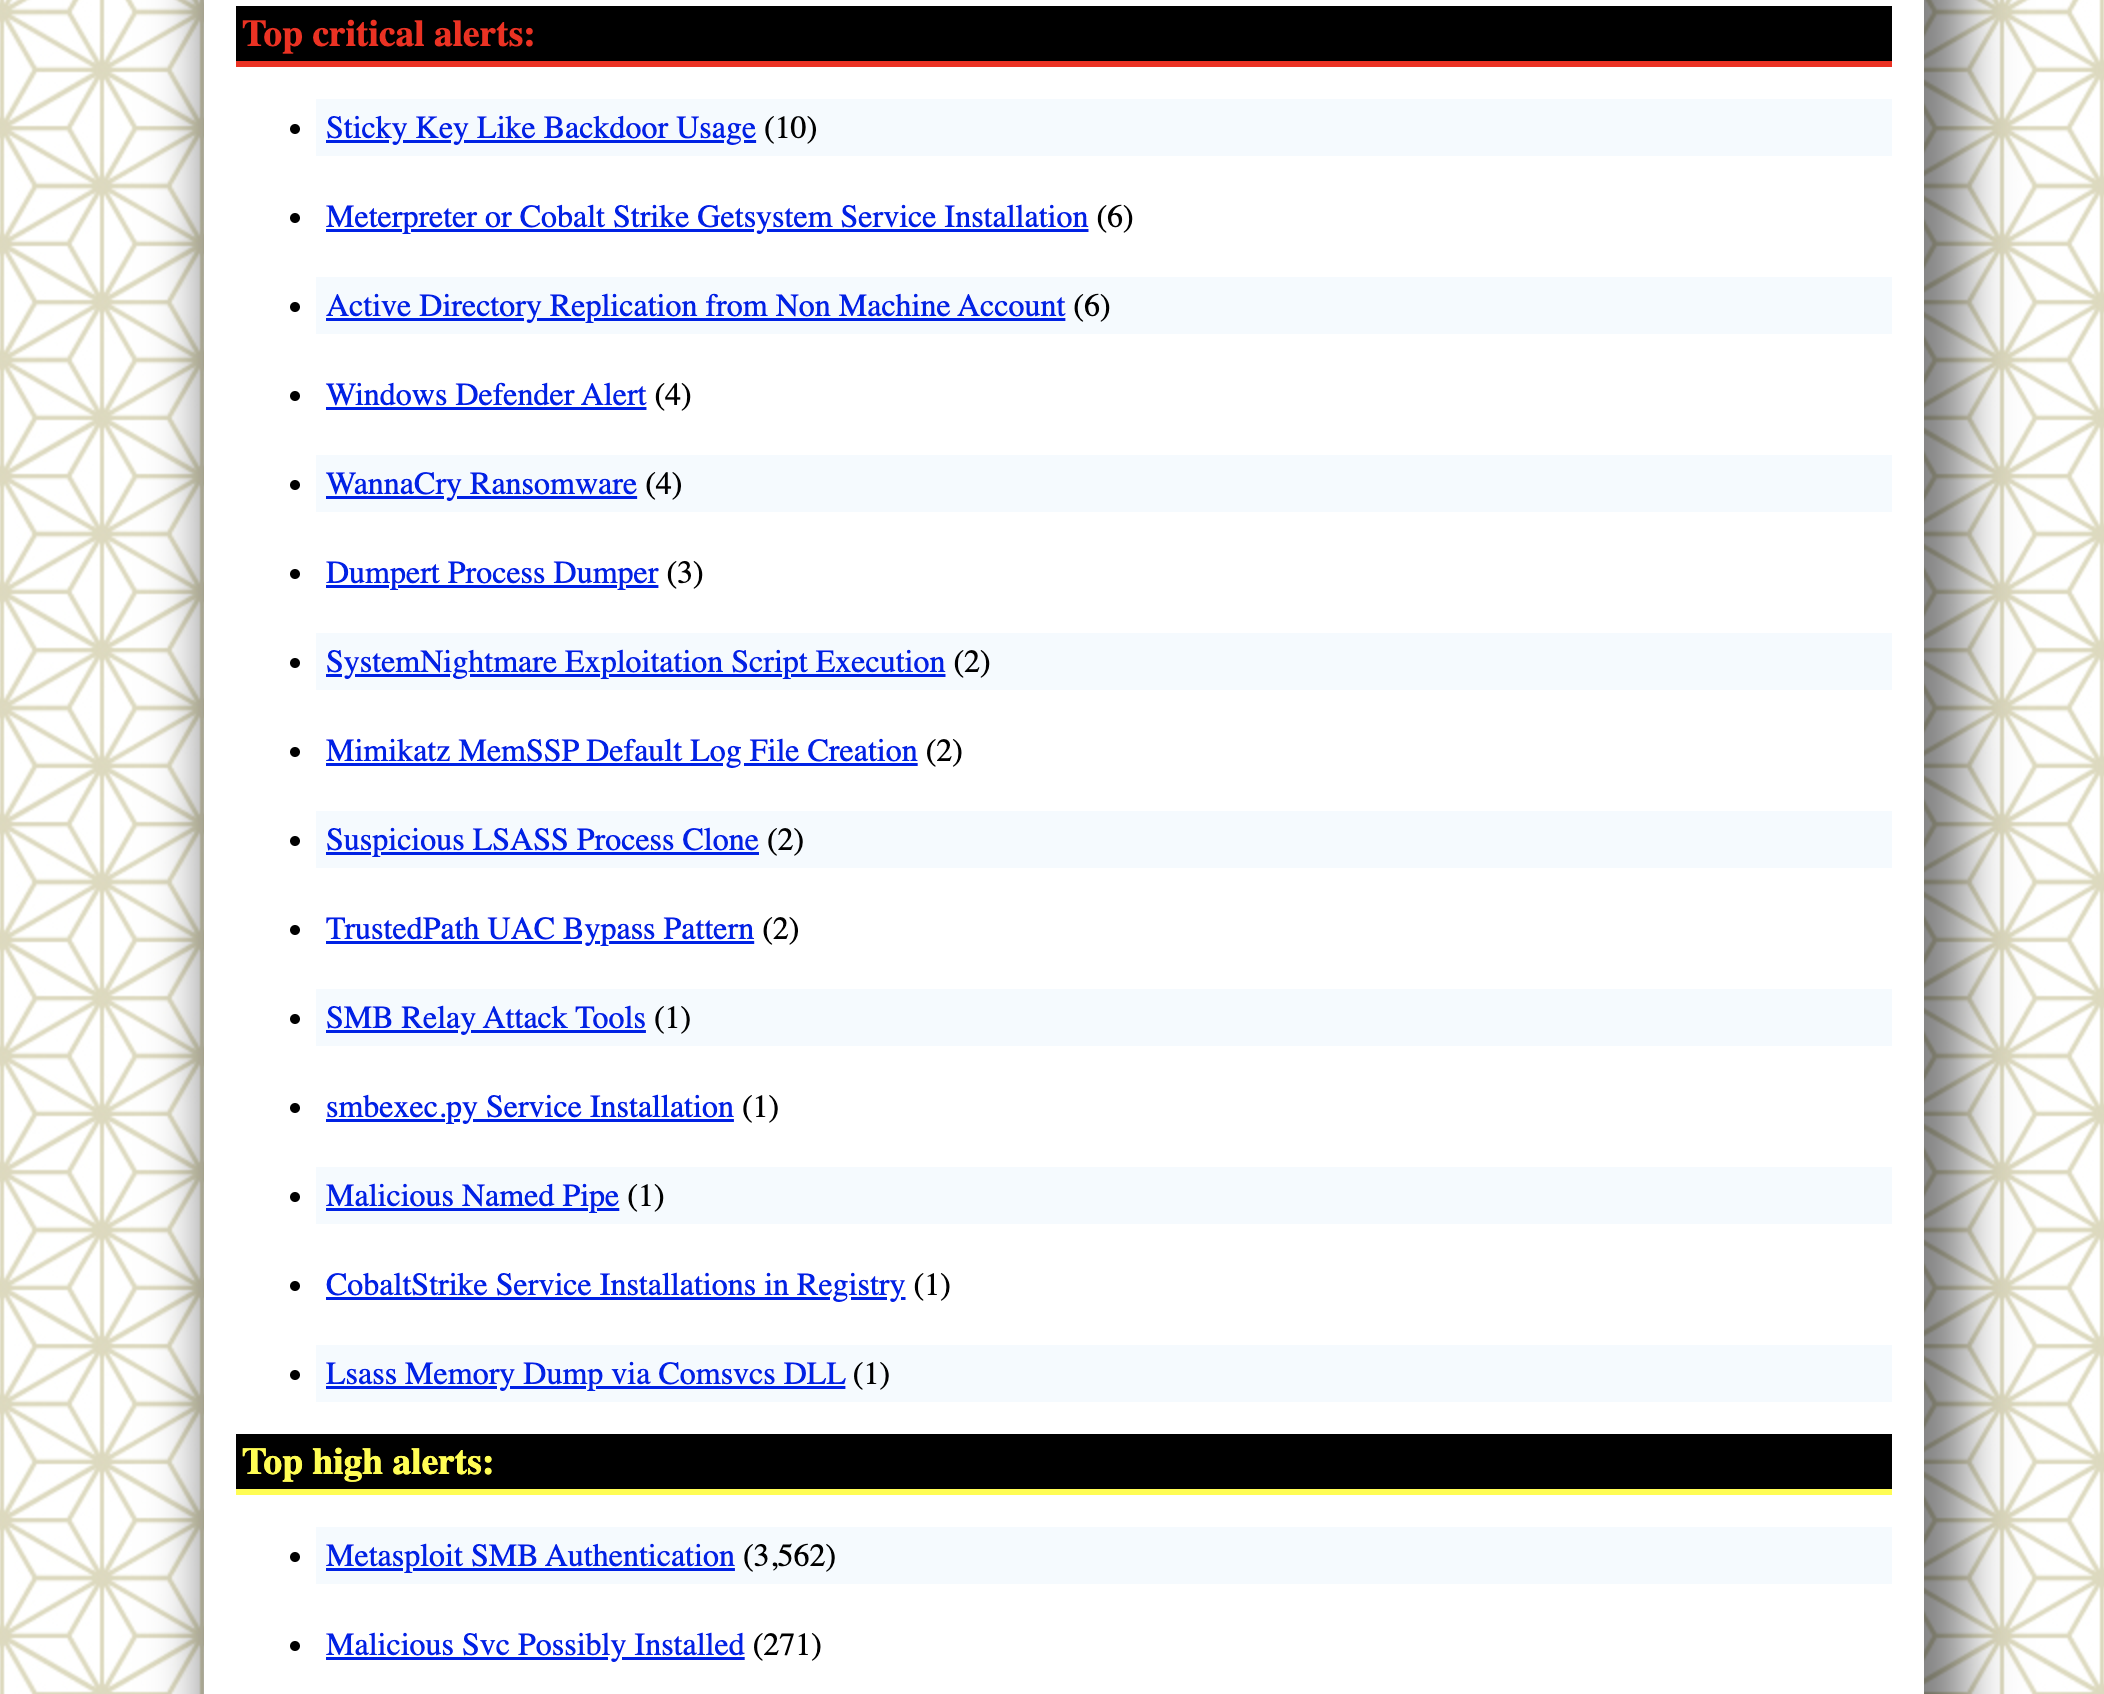 Top critical alerts:
Sticky Key Like Backdoor Usage (10)
Meterpreter or Cobalt Strike Getsystem Service Installation (6)
Active Directory Replication from Non Machine Account (6)
Windows Defender Alert (4)
WannaCry Ransomware (4)
Dumpert Process Dumper (3)
SystemNightmare Exploitation Script Execution (2)
Mimikatz MemSSP Default Log File Creation (2)
Suspicious LSASS Process Clone (2)
TrustedPath UAC Bypass Pattern (2)
SMB Relay Attack Tools (1)
smbexec.py Service Installation (1)
Malicious Named Pipe (1)
CobaltStrike Service Installations in Registry (1)
Lsass Memory Dump via Comsvcs DLL (1)
Top high alerts:
Metasploit SMB Authentication (3,562)
Malicious Svc Possibly Installed (271)